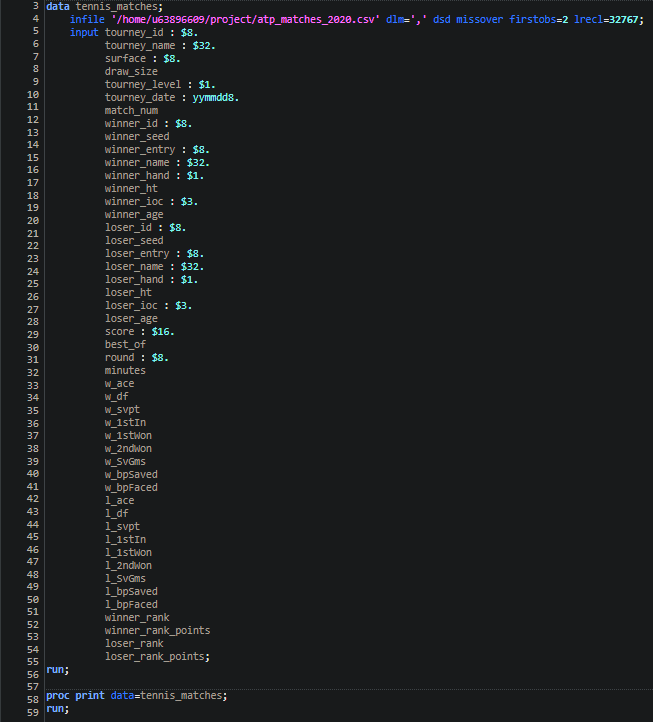 3 data tennis_matches;
4 infile '/home/u63896609/project/atp_matches_2020.csv' dlm=',' dsd missover firstobs=2 lrecl=32767;
5 input tourney_id : $8.
6 tourney_name : $32.
7 surface : $8.
8 draw_size
9 tourney_level : $1.
10 tourney_date : yymmdd8.
11 match_num
12 winner_id : $8.
13 winner_seed
14 winner_entry : $8.
15 winner_name : $32.
16 winner_hand : $1.
17 winner_ht
18 winner_ioc : $3.
19 winner_age
20 loser_id : $8.
21 loser_seed
22 loser_entry : $8.
23 loser_name : $32.
24 loser_hand : $1.
25 loser_ht
26 loser_ioc : $3.
27 loser_age
28 score : $16.
29 best_of
30 round : $8.
31 minutes
32 w_ace
33 w_df
34 w_svpt
35 w_1stIn
36 w_1stWon
37 w_2ndWon
38 w_SvGms
39 w_bpSaved
40 w_bpFaced
41 l_ace
42 l_df
43 l_svpt
44 l_1stIn
45 l_1stWon
46 l_2ndWon
47 l_SvGms
48 l_bpSaved
49 l_bpFaced
50 winner_rank
51 winner_rank_points
52 loser_rank
53 loser_rank_points;
54 run;
55
56 proc print data=tennis_matches;
57 run;
58
59